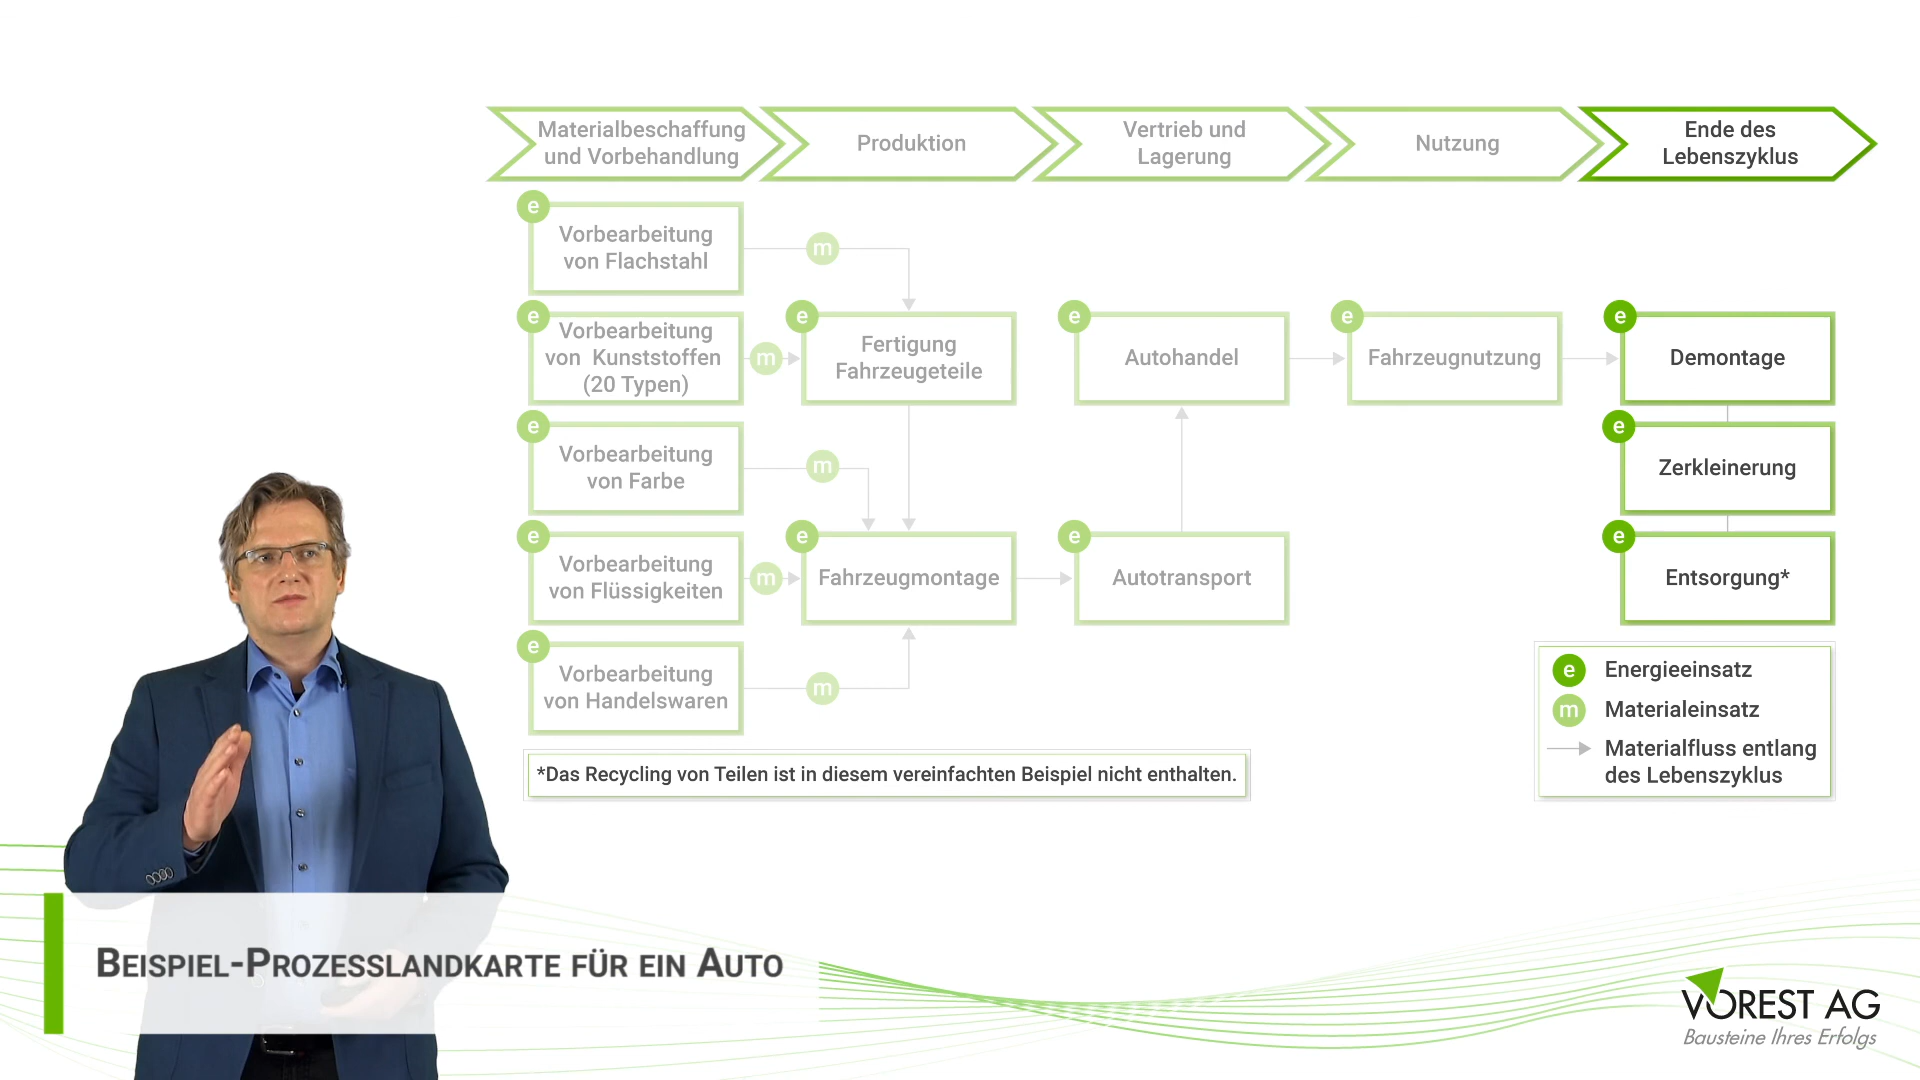 Materialbeschaffung
und Vorbehandlung
Produktion
Vertrieb und
Lagerung
Nutzung
Ende des
Lebenszyklus
e
Vorbearbeitung
von Flachstahl
m
e
Vorbearbeitung
von Kunststoffen
(20 Typen)
m
e
Fertigung
Fahrzeugeteile
e
Autohandel
e
Fahrzeugnutzung
e
Demontage
e
Vorbearbeitung
von Farbe
m
e
Zerkleinerung
e
Vorbearbeitung
von Flüssigkeiten
m
e
Fahrzeugmontage
e
Autotransport
e
Entsorgung*
e
Vorbearbeitung
von Handelswaren
m
e Energieeinsatz
m Materialeinsatz
Materialfluss entlang
des Lebenszyklus
*Das Recycling von Teilen ist in diesem vereinfachten Beispiel nicht enthalten.
Beispiel-Prozesslandkarte für ein Auto
VOREST AG
Bausteine Ihres Erfolgs